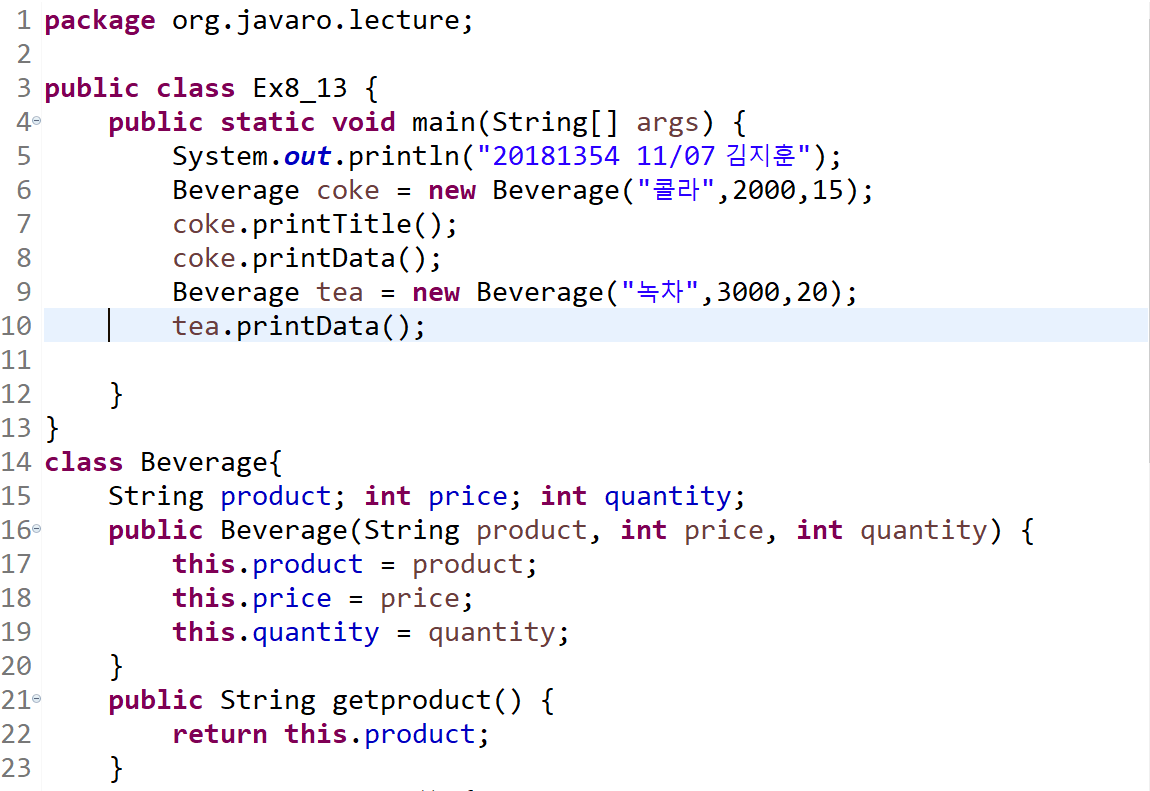 1 package org.javaro.lecture;
2
3 public class Ex8_13 {
4 public static void main(String[] args) {
5 System.out.println("20181354 11/07 김지훈");
6 Beverage coke = new Beverage("콜라",2000,15);
7 coke.printTitle();
8 coke.printData();
9 Beverage tea = new Beverage("녹차",3000,20);
10 tea.printData();
11
12 }
13 }
14 class Beverage{
15 String product; int price; int quantity;
16 public Beverage(String product, int price, int quantity) {
17 this.product = product;
18 this.price = price;
19 this.quantity = quantity;
20 }
21 public String getproduct() {
22 return this.product;
23 }